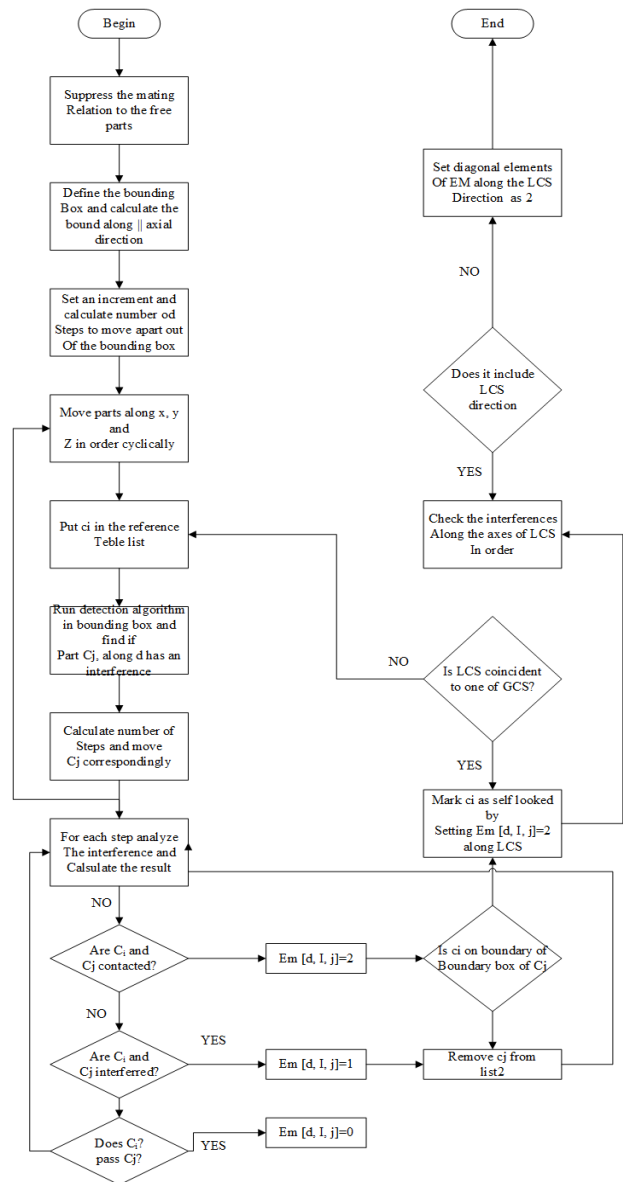 Begin
Suppress the mating
Relation to the free
parts
Define the bounding
Box and calculate the
bound along || axial
direction
Set an increment and
calculate number od
Steps to move apart out
Of the bounding box
Move parts along x, y
and
Z in order cyclically
Put ci in the reference
Teble list
Run detection algorithm
in bounding box and
find if
Part Cj, along d has an
interference
Calculate number of
Steps and move
Cj correspondingly
For each step analyze
The interference and
Calculate the result
NO
Are Ci and
Cj contacted?
NO
Are Ci and
Cj interferred?
YES
Does Ci?
pass Cj?
YES
Em [d, I, j]=2
Em [d, I, j]=1
Em [d, I, j]=0
End
Set diagonal elements
Of EM along the LCS
Direction as 2
NO
Does it include
LCS
direction
YES
Check the interferences
Along the axes of LCS
In order
NO
Is LCS coincident
to one of GCS?
YES
Mark ci as self looked
by
Setting Em [d, I, j]=2
along LCS
Is ci on boundary of
Boundary box of Cj
Remove cj from
list2